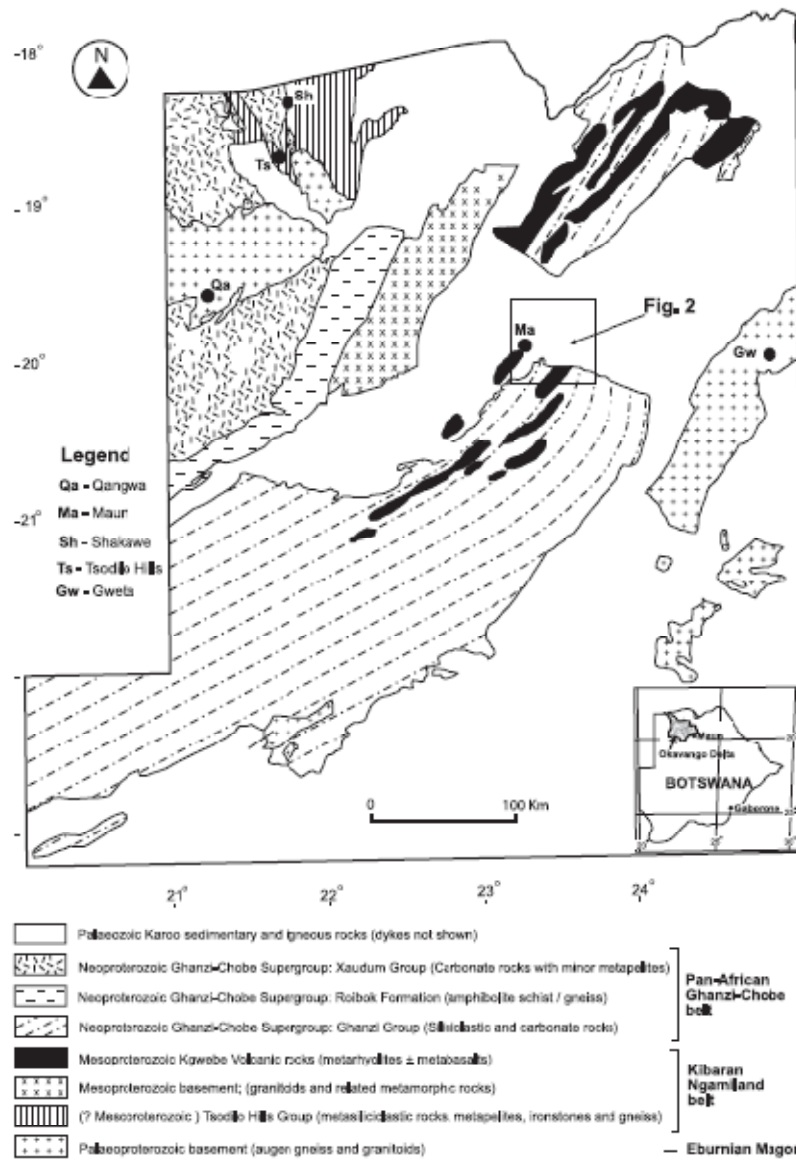 -18°
N
Sh
Ts
-19°
Qa
Fig. 2
Ma
-20°
Gw
Legend
Qa - Qangwa
Ma - Maun
-21°
Sh - Shakawe
Ts - Tsodilo Hills
Gw - Gweta
Maun
Okavango Delta
BOTSWANA
Gaborone
0 100 Km
21° 22° 23° 24°
Palaeozoic Karoo sedimentary and igneous rocks (dykes not shown)
Neoproterozoic Ghanzi-Chobe Supergroup: Xaudum Group (Carbonate rocks with minor metapelites)
Neoproterozoic Ghanzi-Chobe Supergroup: Roibok Formation (amphibolite schist / gneiss)
Neoproterozoic Ghanzi-Chobe Supergroup: Ghanzi Group (Siliciclastic and carbonate rocks)
Pan-African
Ghanzi-Chobe
belt
Mesoproterozoic Kgwebe Volcanic rocks (metarhyolites ± metabasalts)
Mesoproterozoic basement; (granitoids and related metamorphc rocks)
(? Mesoproterozoic ) Tsodilo Hills Group (metasiliciclastic rocks, metapelites, ironstones and gneiss)
Kibaran
Ngamiland
belt
Palaeoproterozoic basement (augen gneiss and granitoids)
— Eburnian Magon